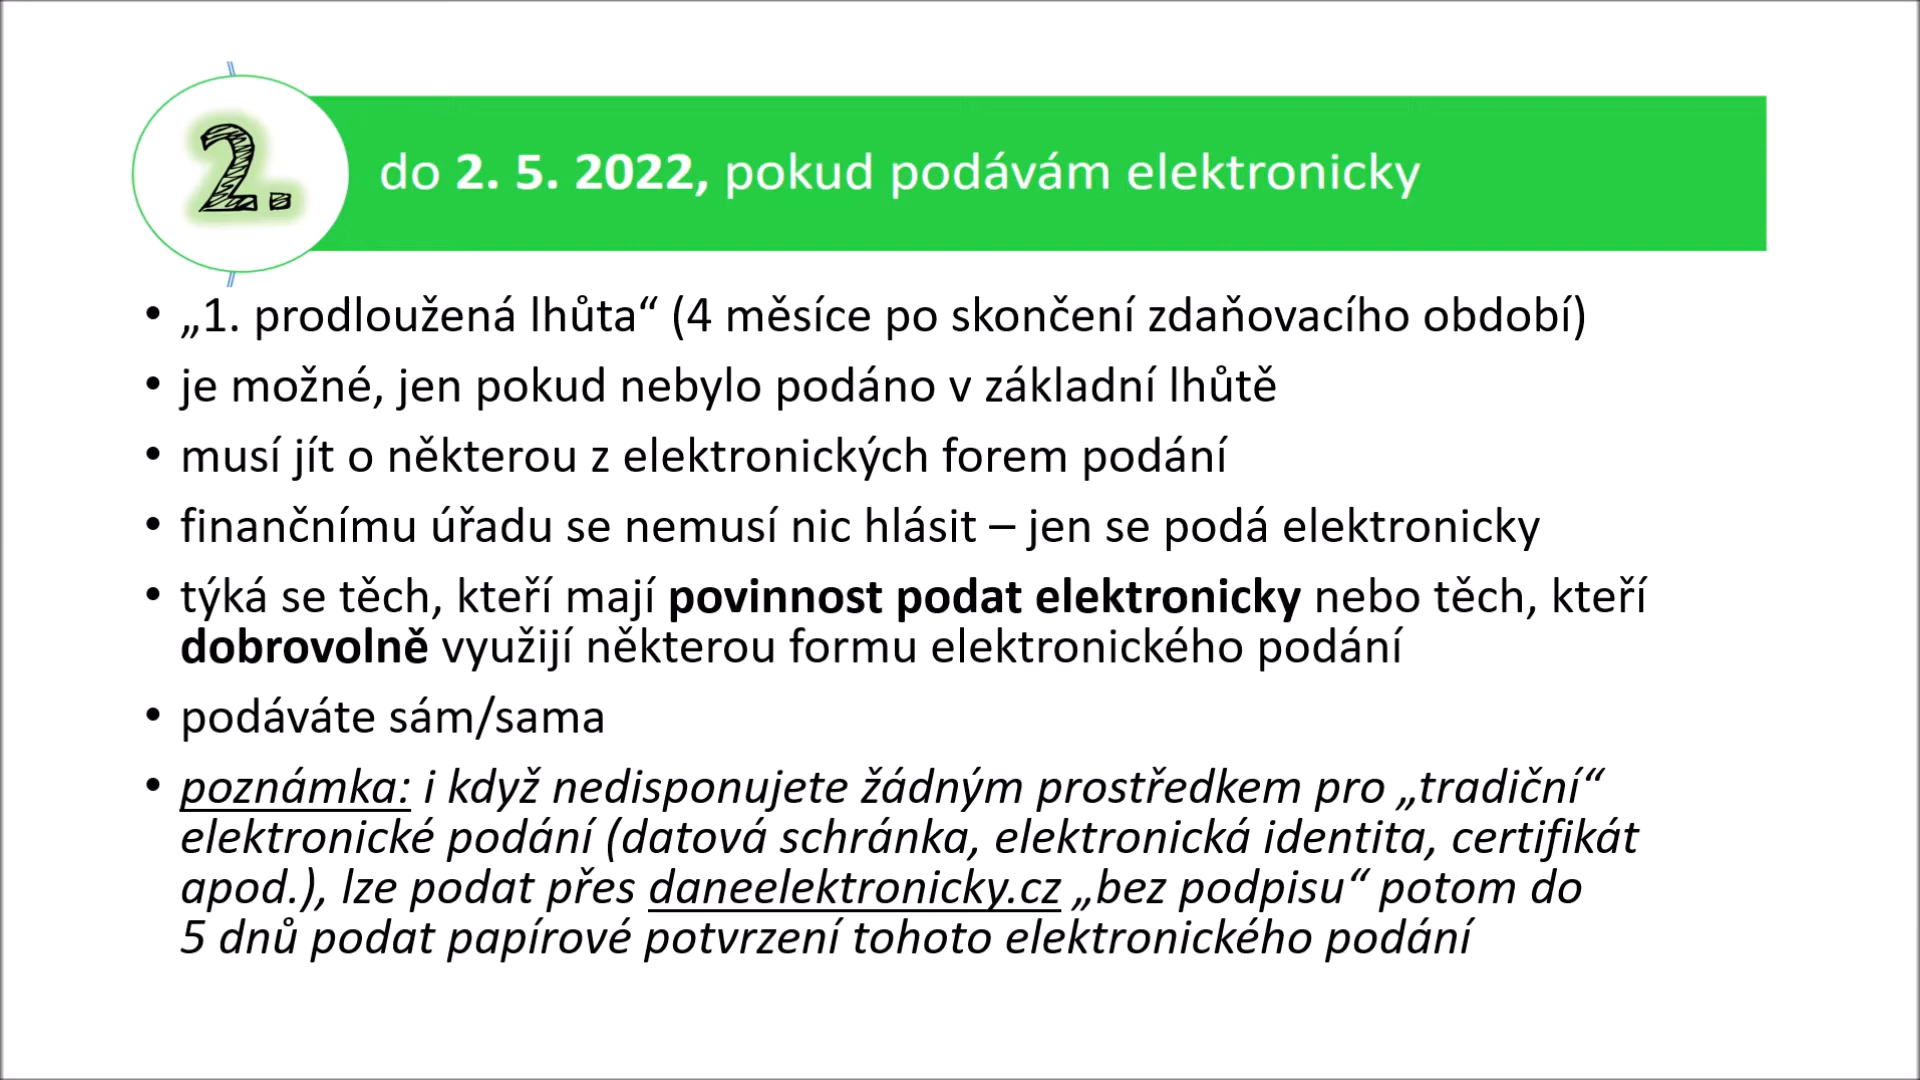 2.
do 2. 5. 2022, pokud podávám elektronicky
• „1. prodloužená lhůta“ (4 měsíce po skončení zdaňovacího období)
• je možné, jen pokud nebylo podáno v základní lhůtě
• musí jít o některou z elektronických forem podání
• finančnímu úřadu se nemusí nic hlásit – jen se podá elektronicky
• týká se těch, kteří mají povinnost podat elektronicky nebo těch, kteří
dobrovolně využijí některou formu elektronického podání
• podáváte sám/sama
• poznámka: i když nedisponujete žádným prostředkem pro „tradiční“
elektronické podání (datová schránka, elektronická identita, certifikát
apod.), lze podat přes daneelektronicky.cz „bez podpisu“ potom do
5 dnů podat papírové potvrzení tohoto elektronického podání